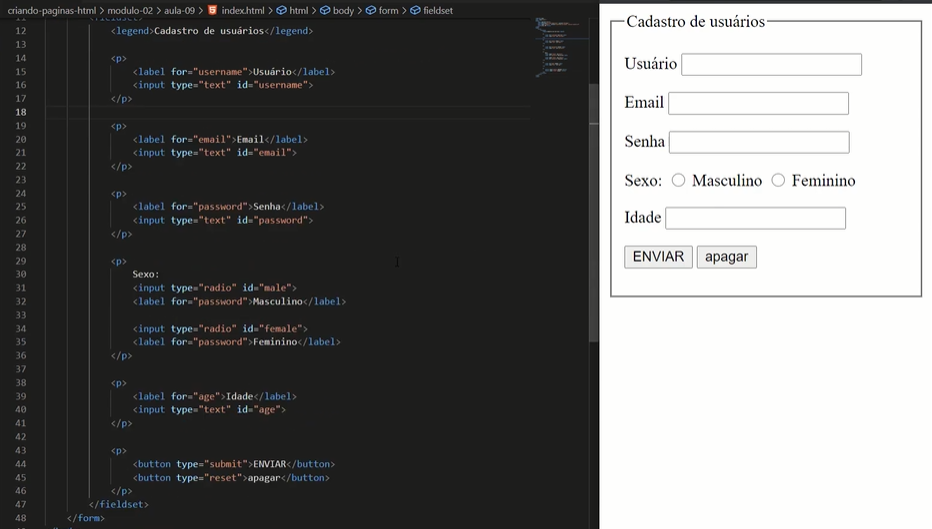 criando-paginas-html > modulo-02 > aula-09 > index.html > html > body > form > fieldset
11 <fieldset>
12 <legend>Cadastro de usuários</legend>
13
14 <p>
15 <label for="username">Usuário</label>
16 <input type="text" id="username">
17 </p>
18
19 <p>
20 <label for="email">Email</label>
21 <input type="text" id="email">
22 </p>
23
24 <p>
25 <label for="password">Senha</label>
26 <input type="text" id="password">
27 </p>
28
29 <p>
30 Sexo:
31 <input type="radio" id="male">
32 <label for="password">Masculino</label>
33
34 <input type="radio" id="female">
35 <label for="password">Feminino</label>
36 </p>
37
38 <p>
39 <label for="age">Idade</label>
40 <input type="text" id="age">
41 </p>
42
43 <p>
44 <button type="submit">ENVIAR</button>
45 <button type="reset">apagar</button>
46 </p>
47 </fieldset>
48 </form>
Cadastro de usuários
Usuário
Email
Senha
Sexo: Masculino Feminino
Idade
ENVIAR apagar